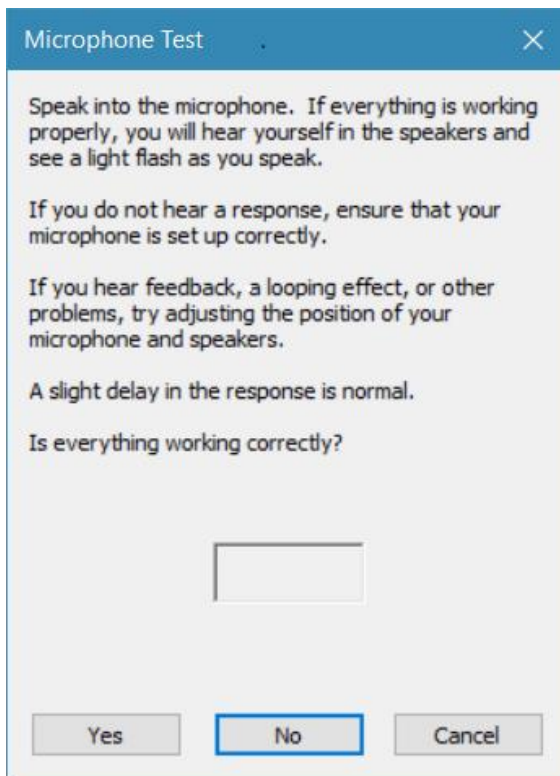 Microphone Test
Speak into the microphone.  If everything is working
properly, you will hear yourself in the speakers and
see a light flash as you speak.
If you do not hear a response, ensure that your
microphone is set up correctly.
If you hear feedback, a looping effect, or other
problems, try adjusting the position of your
microphone and speakers.
A slight delay in the response is normal.
Is everything working correctly?
Yes No Cancel